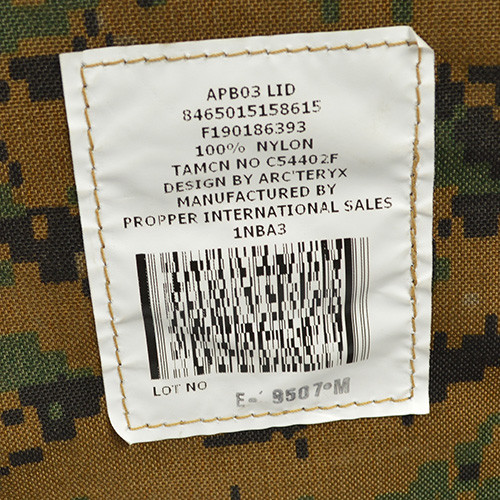 APB03 LID
8465015158615
F190186393
100% NYLON
TAMCN NO C54402F
DESIGN BY ARC'TERYX
MANUFACTURED BY
PROPPER INTERNATIONAL SALES
1NBA3
LOT NO